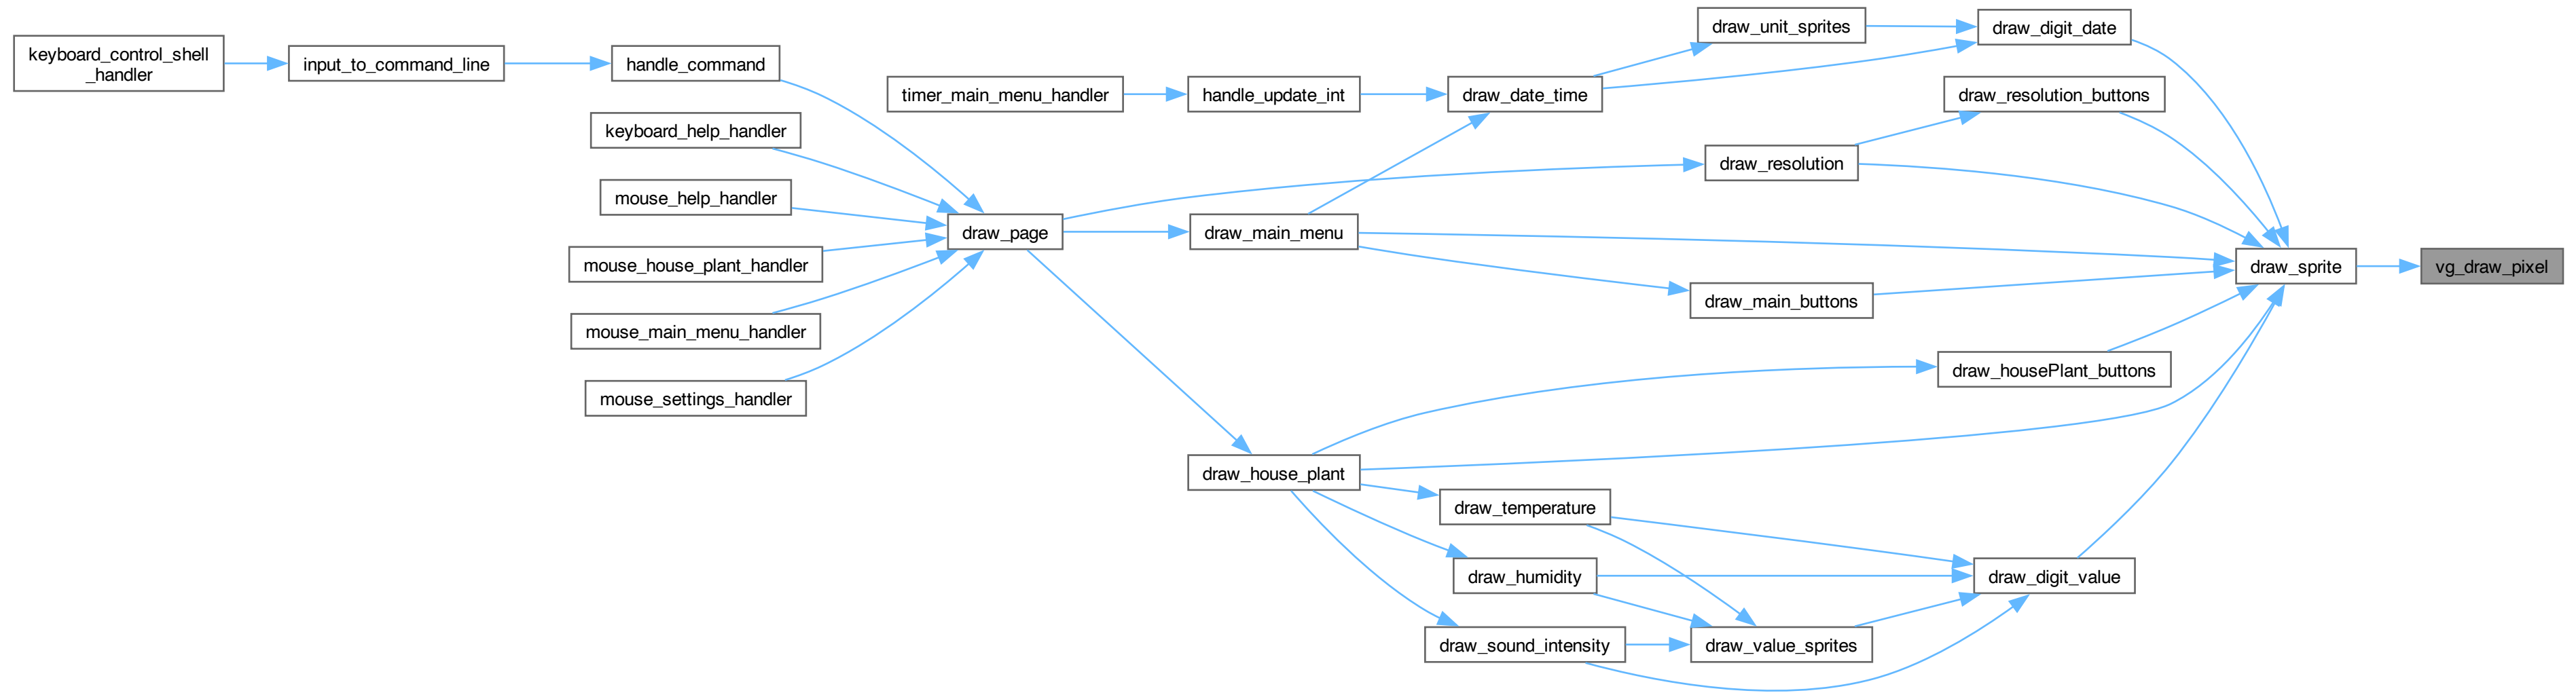 keyboard_control_shell
_handler
input_to_command_line
handle_command
keyboard_help_handler
mouse_help_handler
mouse_house_plant_handler
mouse_main_menu_handler
mouse_settings_handler
draw_page
timer_main_menu_handler
handle_update_int
draw_main_menu
draw_house_plant
draw_date_time
draw_unit_sprites
draw_digit_date
draw_resolution_buttons
draw_resolution
draw_main_buttons
draw_housePlant_buttons
draw_temperature
draw_humidity
draw_sound_intensity
draw_value_sprites
draw_digit_value
draw_sprite
vg_draw_pixel